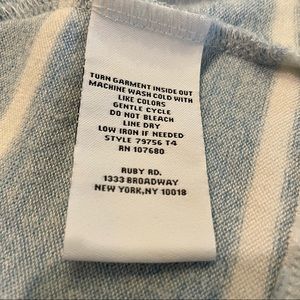 TURN GARMENT INSIDE OUT
MACHINE WASH COLD WITH
LIKE COLORS
GENTLE CYCLE
DO NOT BLEACH
LINE DRY
LOW IRON IF NEEDED
STYLE 79756 T4
RN 107680
RUBY RD.
1333 BROADWAY
NEW YORK,NY 10018